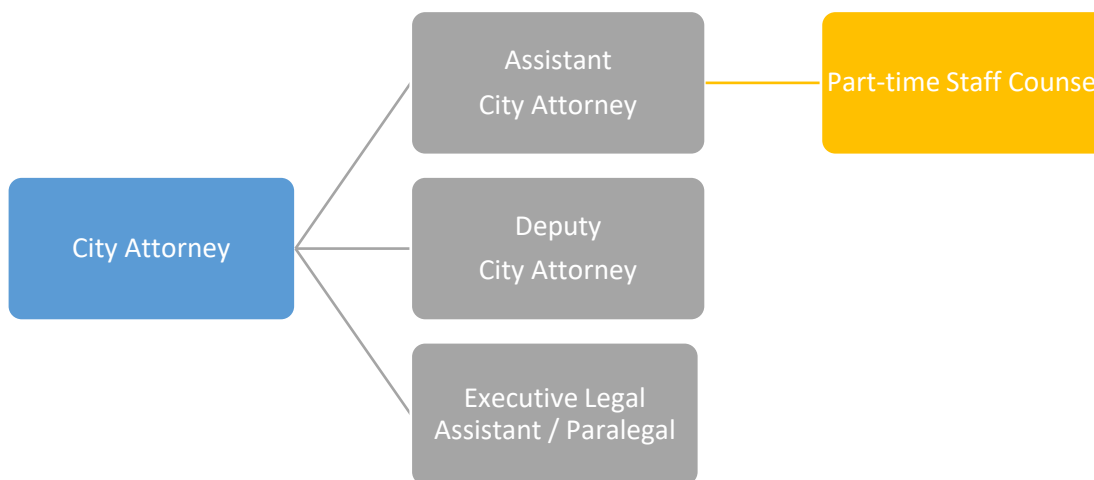 City Attorney
Assistant
City Attorney
Part-time Staff Counse
Deputy
City Attorney
Executive Legal
Assistant / Paralegal